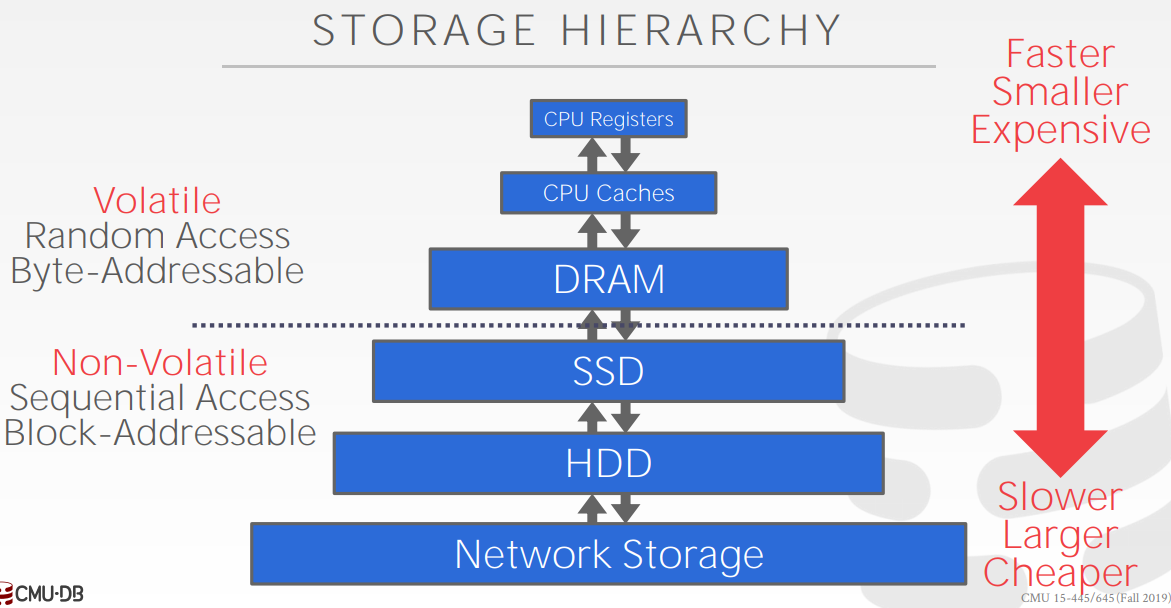 STORAGE HIERARCHY
Faster
Smaller
Expensive
CPU Registers
CPU Caches
Volatile
Random Access
Byte-Addressable
DRAM
Non-Volatile
Sequential Access
Block-Addressable
SSD
HDD
Network Storage
Slower
Larger
Cheaper
CMU·DB
CMU 15-445/645 (Fall 2019)